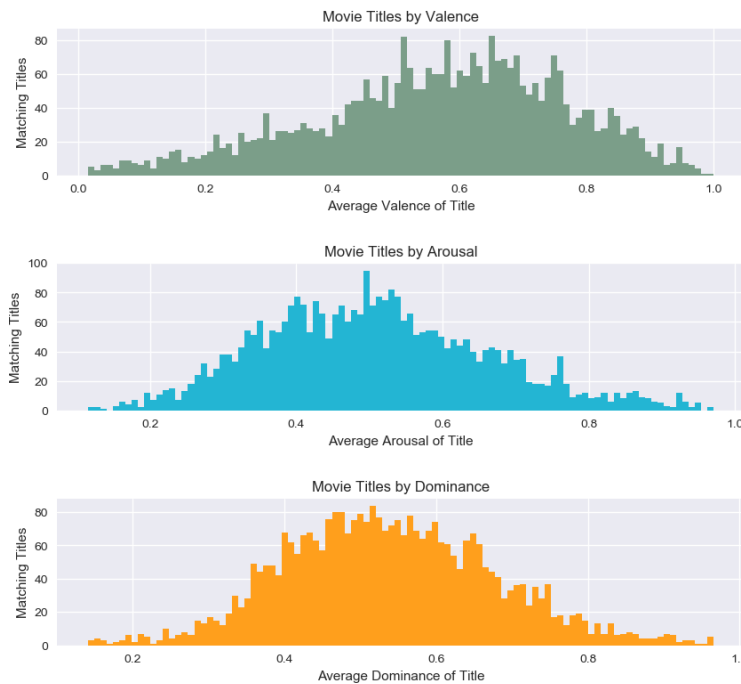 Movie Titles by Valence
80
60
40
20
0
Matching Titles
0.0 0.2 0.4 0.6 0.8 1.0
Average Valence of Title
Movie Titles by Arousal
100
80
60
40
20
0
Matching Titles
0.2 0.4 0.6 0.8 1.0
Average Arousal of Title
Movie Titles by Dominance
80
60
40
20
0
Matching Titles
0.2 0.4 0.6 0.8 1.
Average Dominance of Title